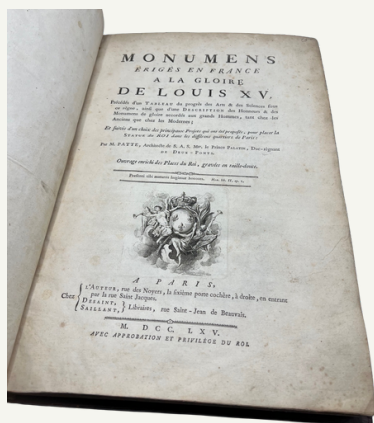 MONUMENS
ÉRIGÉS EN FRANCE
A LA GLOIRE
DE LOUIS XV,
Précédés d'un TABLEAU du progrès des Arts & des Sciences sous
ce règne, ainsi que d'une DESCRIPTION des Honneurs & des
Monumens de gloire accordés aux grands Hommes, tant chez les
Anciens que chez les Modernes;
Et suivis d'un choix des principaux Projets qui ont été proposés, pour placer la
STATUE DU ROI dans les différens quartiers de Paris:
Par M. PATTE, Architecte de S. A. S. Mgr. le Prince PALATIN, Duc-régnant
DE DEUX-PONTS.
Ouvrage enrichi des Places du Roi, gravées en taille-douce.
A PARIS,
Chez
L'AUTEUR, rue des Noyers, la sixième porte cochère, à droite, en entrant
par la rue Saint Jacques.
DESAINT,
SAILLANT,
Libraires, rue Saint-Jean de Beauvais.
M. DCC. LXV.
AVEC APPROBATION ET PRIVILÈGE DU ROI.